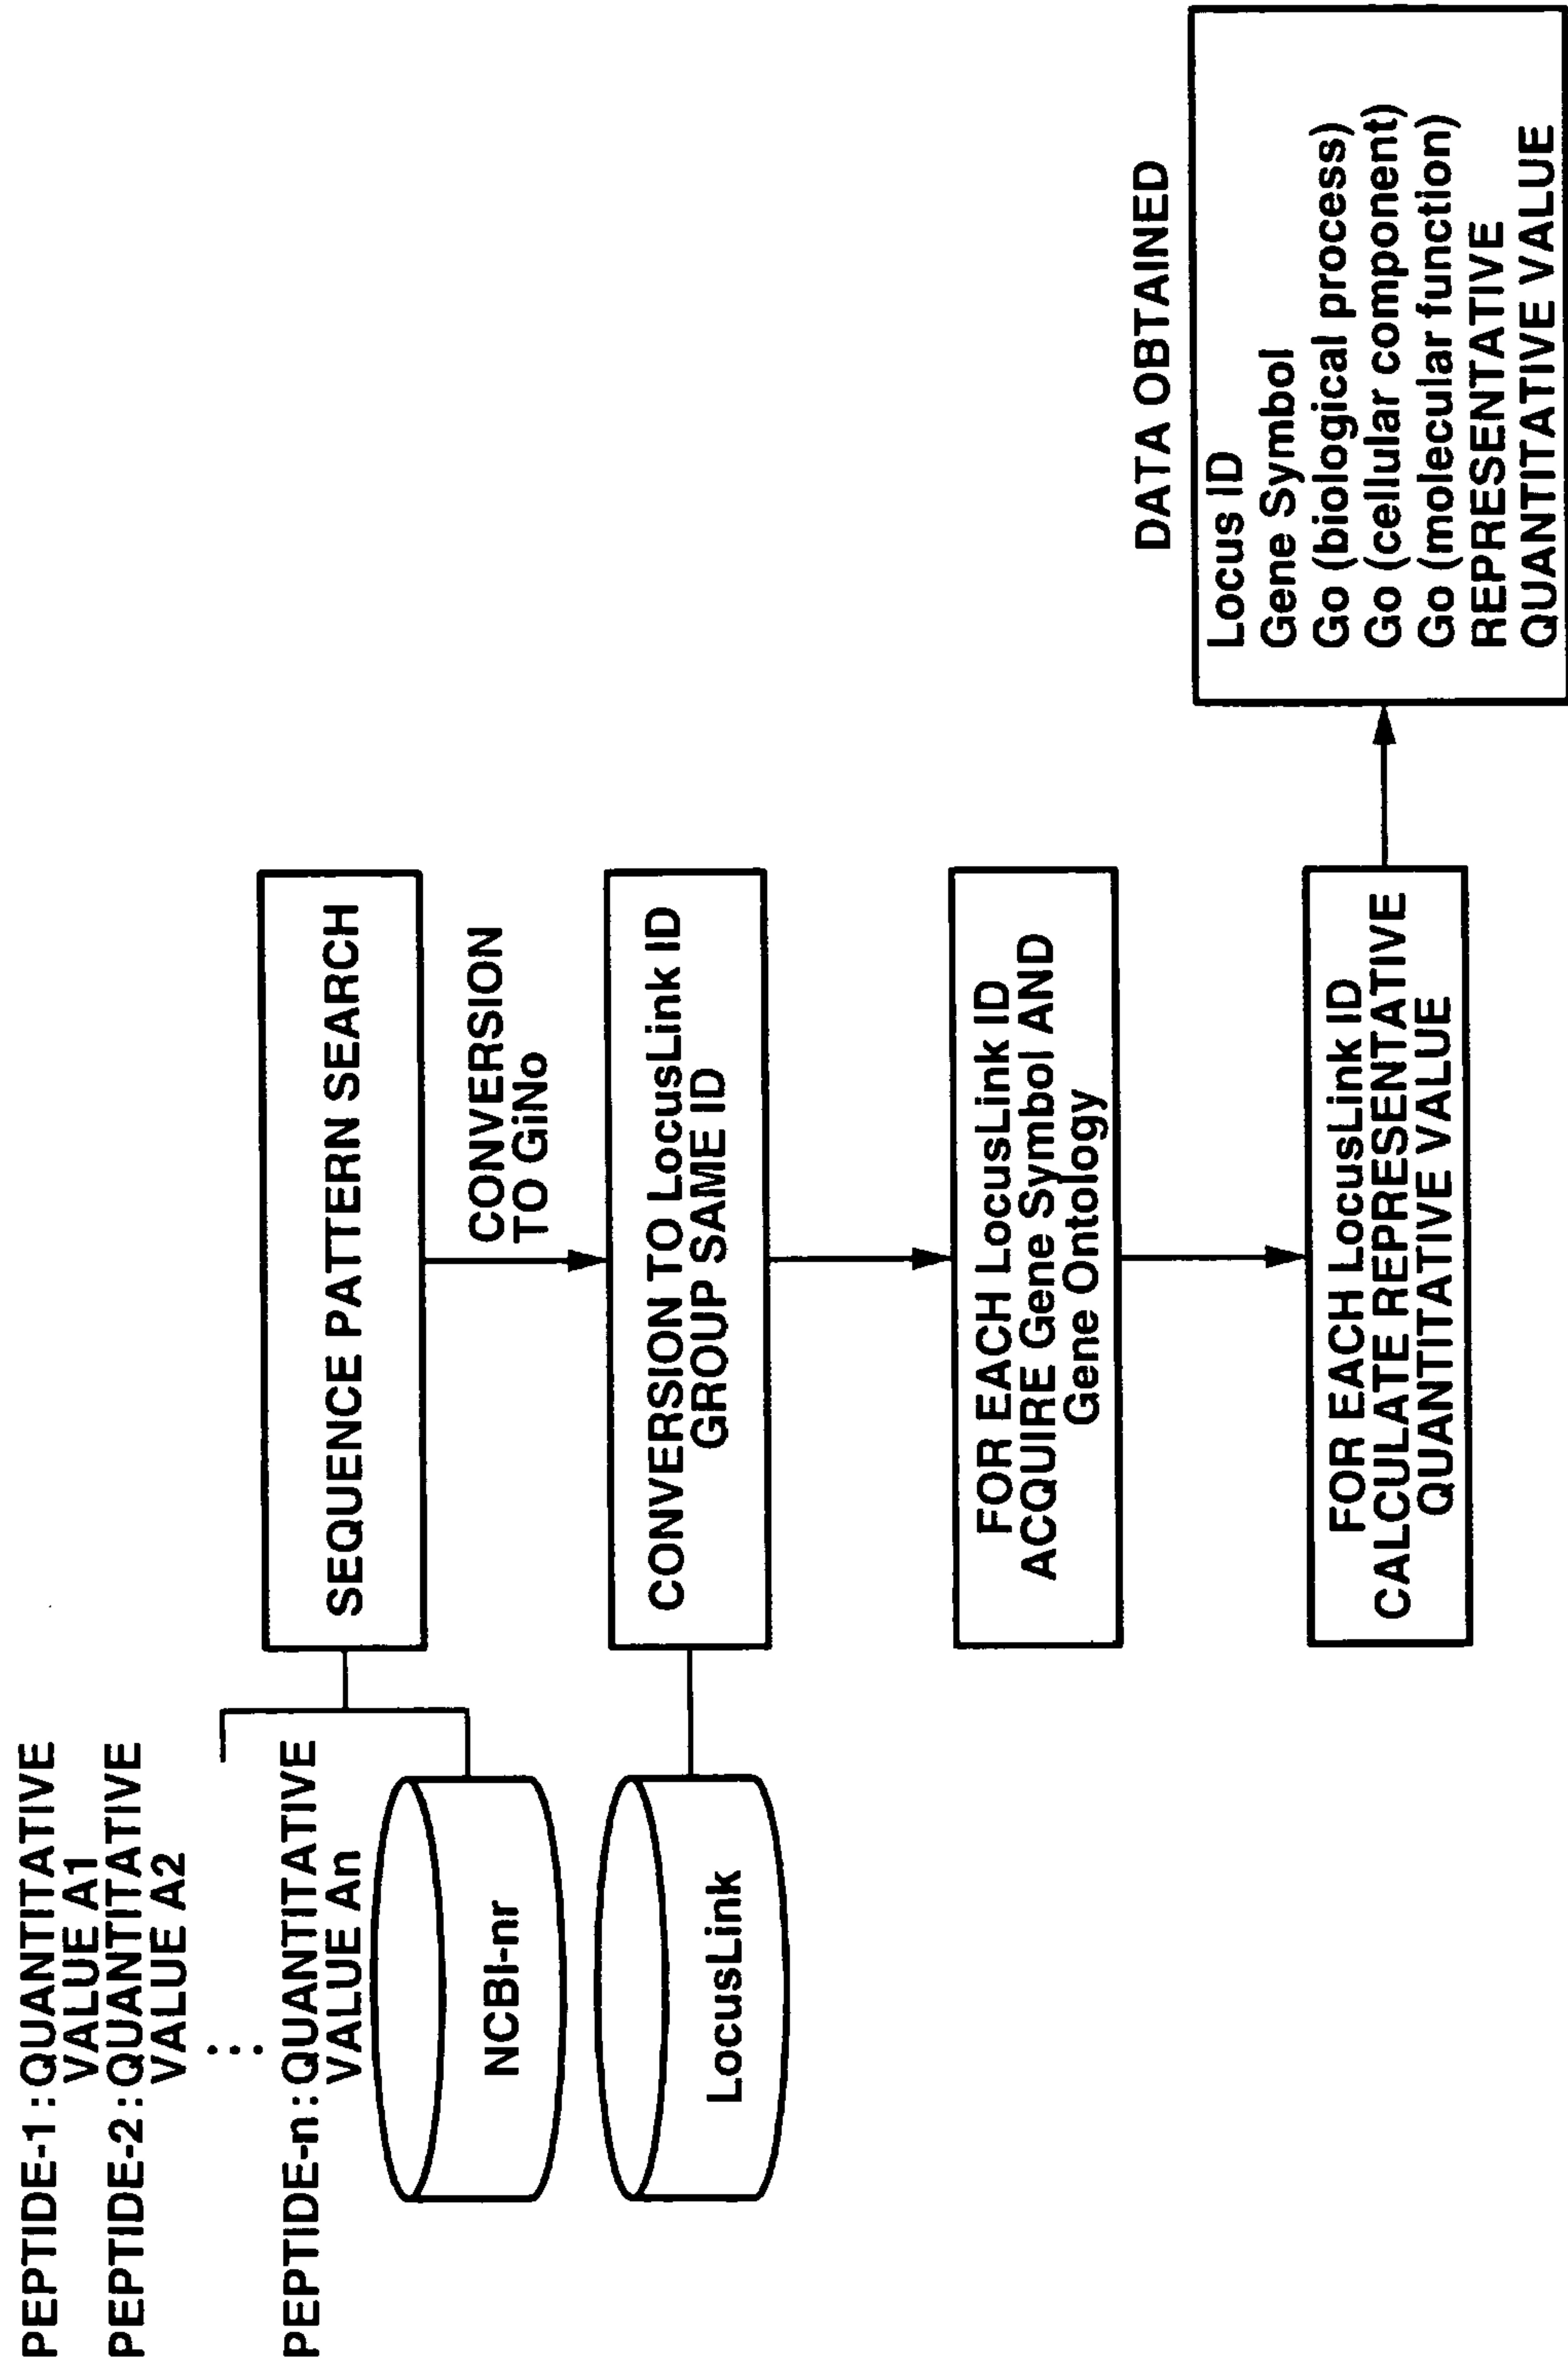 PEPTIDE-1:QUANTITATIVE
VALUE A1
PEPTIDE-2:QUANTITATIVE
VALUE A2
⋮
PEPTIDE-n:QUANTITATIVE
VALUE An
NCBI-nr
LocusLink
SEQUENCE PATTERN SEARCH
CONVERSION
TO GiNo
CONVERSION TO LocusLink ID
GROUP SAME ID
FOR EACH LocusLink ID
ACQUIRE Gene Symbol AND
Gene Ontology
FOR EACH LocusLink ID
CALCULATE REPRESENTATIVE
QUANTITATIVE VALUE
DATA OBTAINED
Locus ID
Gene Symbol
Go (biological process)
Go (cellular component)
Go (molecular function)
REPRESENTATIVE
QUANTITATIVE VALUE